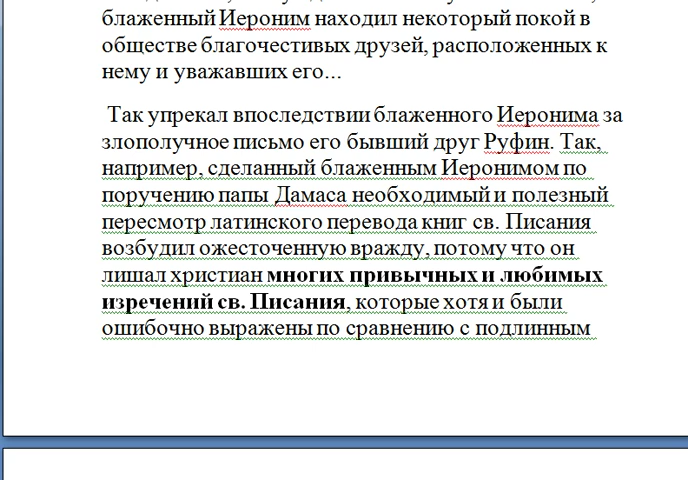 блаженный Иероним находил некоторый покой в
обществе благочестивых друзей, расположенных к
нему и уважавших его...
Так упрекал впоследствии блаженного Иеронима за
злополучное письмо его бывший друг Руфин. Так,
например, сделанный блаженным Иеронимом по
поручению папы Дамаса необходимый и полезный
пересмотр латинского перевода книг св. Писания
возбудил ожесточенную вражду, потому что он
лишал христиан многих привычных и любимых
изречений св. Писания, которые хотя и были
ошибочно выражены по сравнению с подлинным